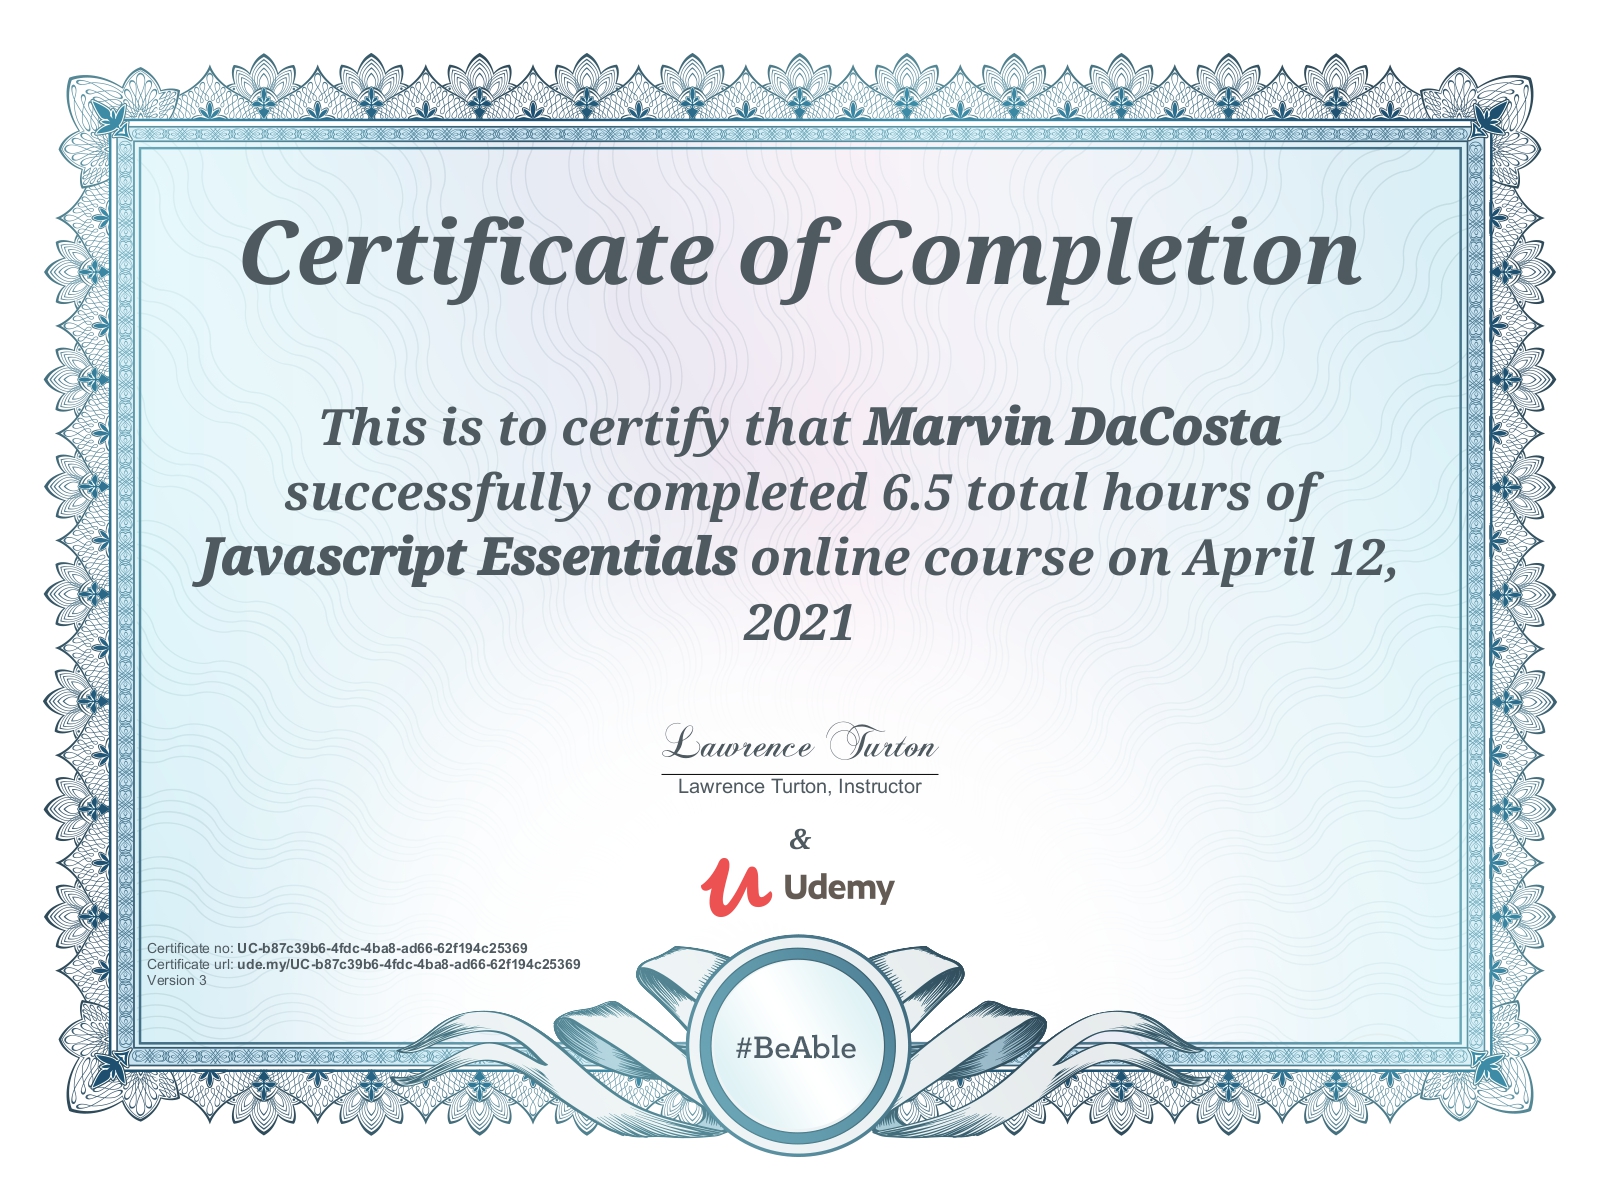 Certificate of Completion
This is to certify that Marvin DaCosta
successfully completed 6.5 total hours of
Javascript Essentials online course on April 12,
2021
Lawrence Turton
Lawrence Turton, Instructor
&
Udemy
Certificate no: UC-b87c39b6-4fdc-4ba8-ad66-62f194c25369
Certificate url: ude.my/UC-b87c39b6-4fdc-4ba8-ad66-62f194c25369
Version 3
#BeAble